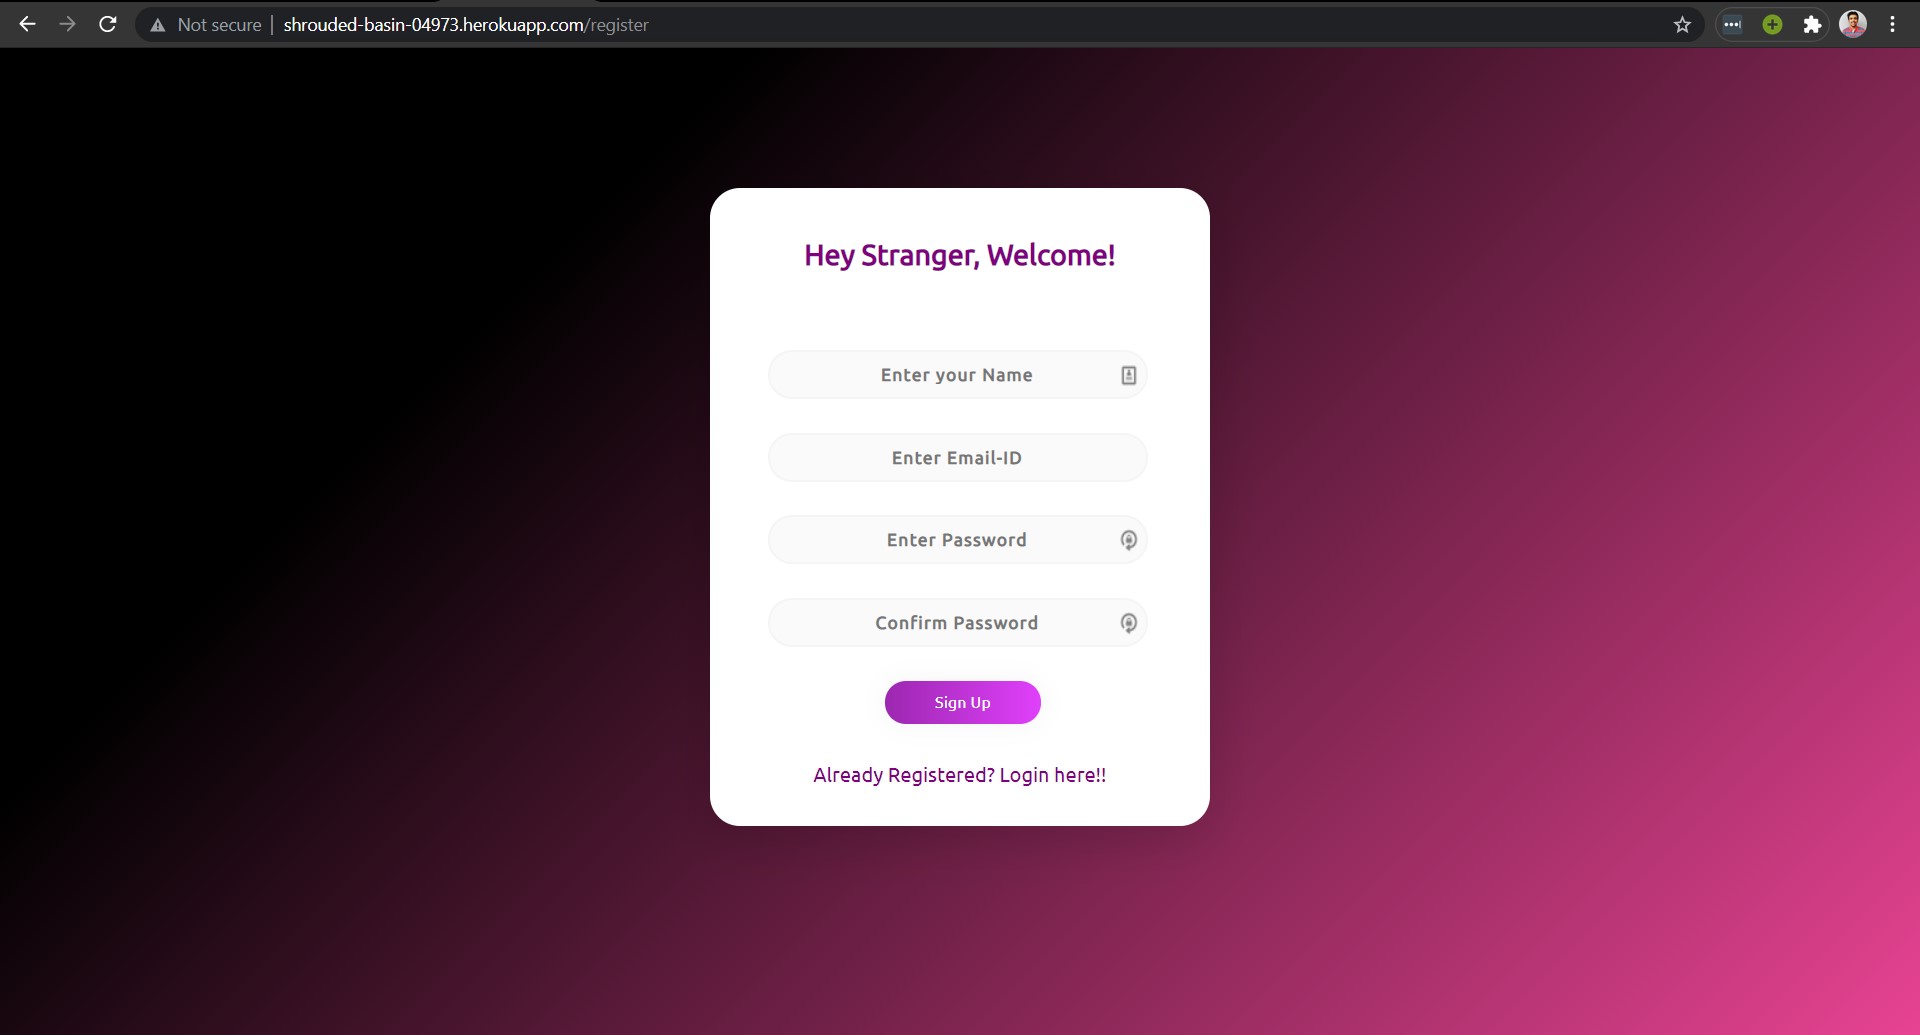 Not secure | shrouded-basin-04973.herokuapp.com/register
Hey Stranger, Welcome!
Enter your Name
Enter Email-ID
Enter Password
Confirm Password
Sign Up
Already Registered? Login here!!